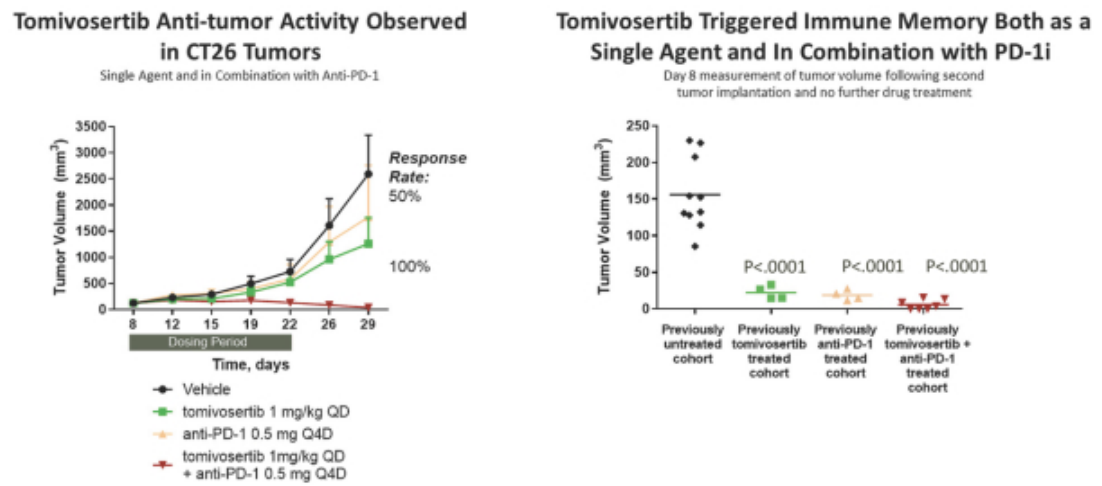 Tomivosertib Anti-tumor Activity Observed
in CT26 Tumors
Single Agent and in Combination with Anti-PD-1
Tumor Volume (mm³)
3500
3000
2500
2000
1500
1000
500
0
8 12 15 19 22 26 29
Dosing Period
Time, days
Response
Rate:
50%
100%
Vehicle
tomivosertib 1 mg/kg QD
anti-PD-1 0.5 mg Q4D
tomivosertib 1mg/kg QD
+ anti-PD-1 0.5 mg Q4D
Tomivosertib Triggered Immune Memory Both as a
Single Agent and In Combination with PD-1i
Day 8 measurement of tumor volume following second
tumor implantation and no further drug treatment
Tumor Volume (mm³)
250
200
150
100
50
0
P<.0001 P<.0001 P<.0001
Previously
untreated
cohort
Previously
tomivosertib
treated
cohort
Previously
anti-PD-1
treated
cohort
Previously
tomivosertib +
anti-PD-1
treated
cohort